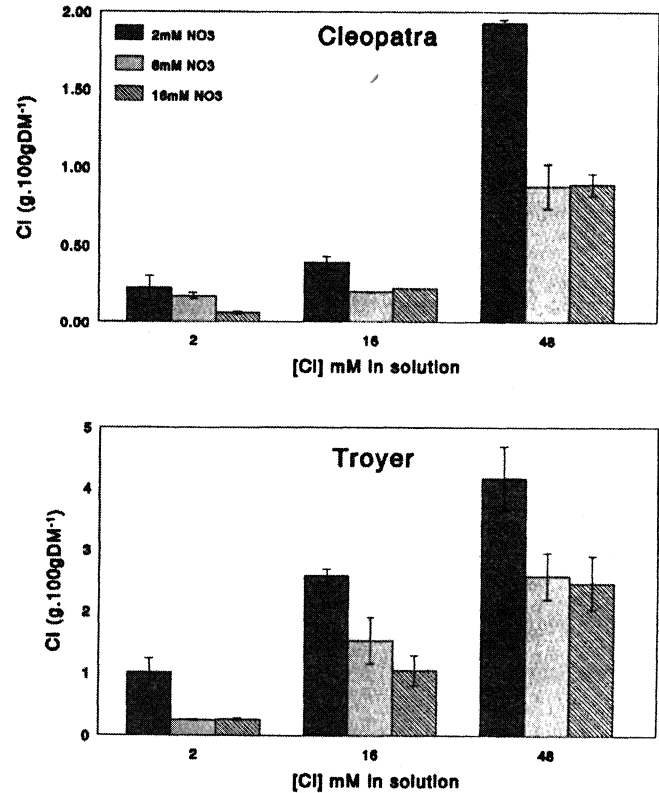 2.00
Cleopatra
2mM NO3
6mM NO3
16mM NO3
1.50
1.00
0.50
0.00
Cl (g.100gDM⁻¹)
2 16 48
[Cl] mM in solution
5
Troyer
4
3
2
1
0
Cl (g.100gDM⁻¹)
2 16 48
[Cl] mM in solution